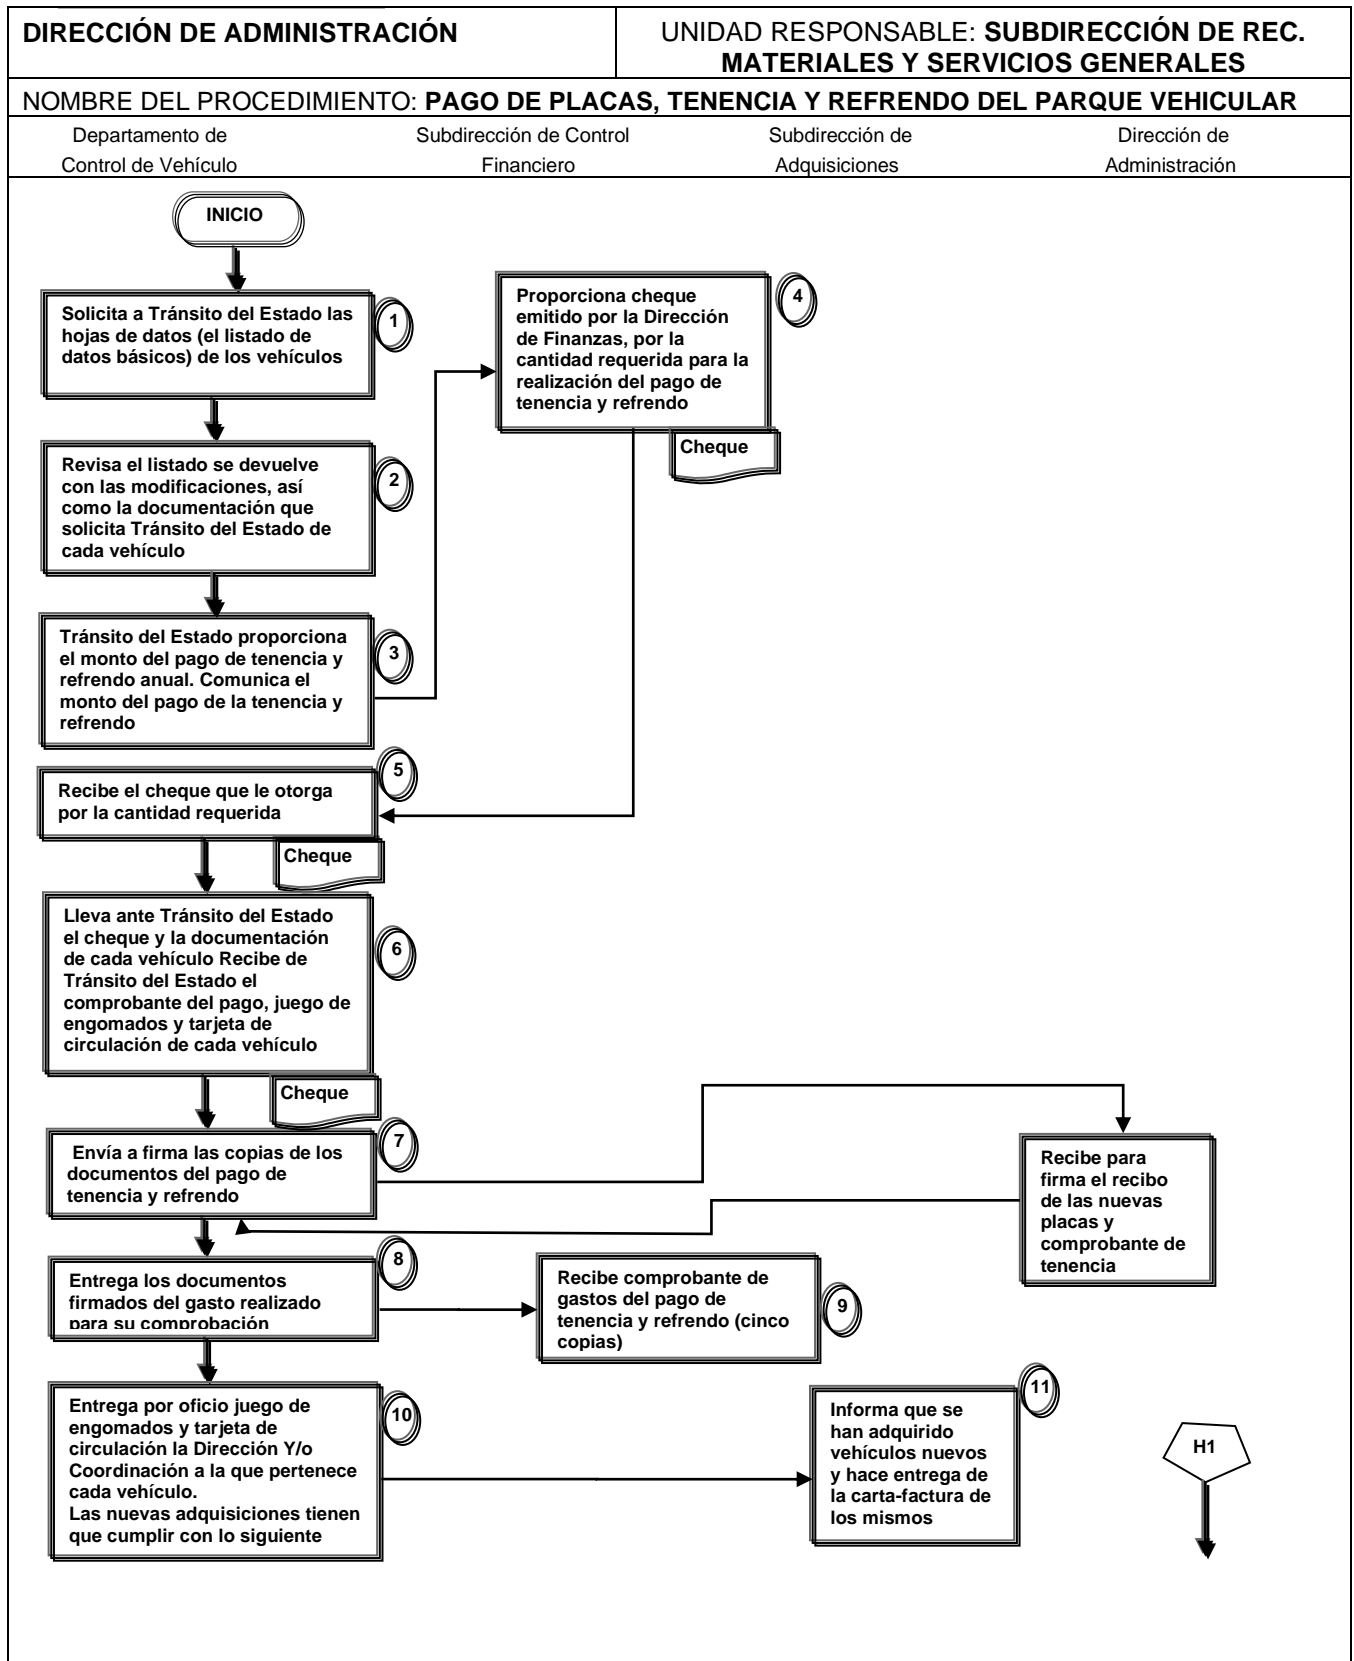 DIRECCIÓN DE ADMINISTRACIÓN
UNIDAD RESPONSABLE: SUBDIRECCIÓN DE REC.
MATERIALES Y SERVICIOS GENERALES
NOMBRE DEL PROCEDIMIENTO: PAGO DE PLACAS, TENENCIA Y REFRENDO DEL PARQUE VEHICULAR
Departamento de
Control de Vehículo
Subdirección de Control
Financiero
Subdirección de
Adquisiciones
Dirección de
Administración
INICIO
Solicita a Tránsito del Estado las
hojas de datos (el listado de
datos básicos) de los vehículos
1
Revisa el listado se devuelve
con las modificaciones, así
como la documentación que
solicita Tránsito del Estado de
cada vehículo
2
Tránsito del Estado proporciona
el monto del pago de tenencia y
refrendo anual. Comunica el
monto del pago de la tenencia y
refrendo
3
Proporciona cheque
emitido por la Dirección
de Finanzas, por la
cantidad requerida para la
realización del pago de
tenencia y refrendo
4
Cheque
Recibe el cheque que le otorga
por la cantidad requerida
5
Cheque
Lleva ante Tránsito del Estado
el cheque y la documentación
de cada vehículo Recibe de
Tránsito del Estado el
comprobante del pago, juego de
engomados y tarjeta de
circulación de cada vehículo
6
Cheque
Envía a firma las copias de los
documentos del pago de
tenencia y refrendo
7
Recibe para
firma el recibo
de las nuevas
placas y
comprobante de
tenencia
Entrega los documentos
firmados del gasto realizado
para su comprobación
8
Recibe comprobante de
gastos del pago de
tenencia y refrendo (cinco
copias)
9
Entrega por oficio juego de
engomados y tarjeta de
circulación la Dirección Y/o
Coordinación a la que pertenece
cada vehículo.
Las nuevas adquisiciones tienen
que cumplir con lo siguiente
10
Informa que se
han adquirido
vehículos nuevos
y hace entrega de
la carta-factura de
los mismos
11
H1